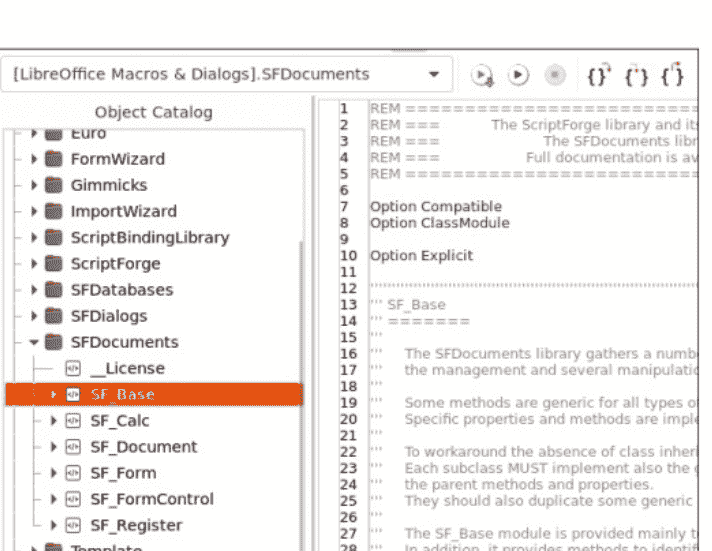 [LibreOffice Macros & Dialogs].SFDocuments
Object Catalog
Euro
FormWizard
Gimmicks
ImportWizard
ScriptBindingLibrary
ScriptForge
SFDatabases
SFDialogs
SFDocuments
__License
SF_Base
SF_Calc
SF_Document
SF_Form
SF_FormControl
SF_Register
Template
1 REM ==============================
2 REM === The ScriptForge library and its
3 REM === The SFDocuments libr
4 REM === Full documentation is av
5 REM ==============================
6
7 Option Compatible
8 Option ClassModule
9
10 Option Explicit
11
12 ''''''''''''''''''''''''''''''''''''''''''''''''''''''''''''
13 ''' SF_Base
14 ''' =======
15 '''
16 ''' The SFDocuments library gathers a numb
17 ''' the management and several manipulatio
18 '''
19 ''' Some methods are generic for all types o
20 ''' Specific properties and methods are imple
21 '''
22 ''' To workaround the absence of class inheri
23 ''' Each subclass MUST implement also the g
24 ''' the parent methods and properties.
25 ''' They should also duplicate some generic
26 '''
27 ''' The SF_Base module is provided mainly t
28 ''' In addition, it provides methods to identif